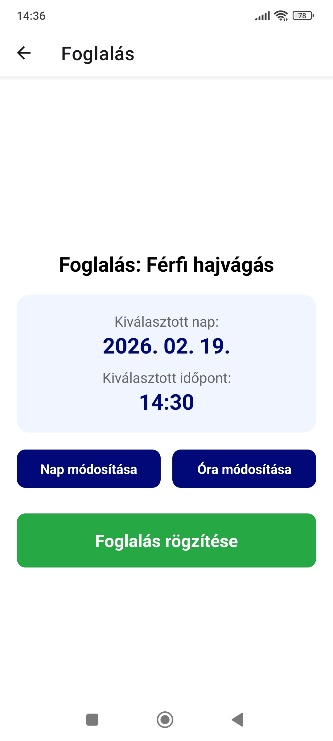 14:36
78
Foglalás
Foglalás: Férfi hajvágás
Kiválasztott nap:
2026. 02. 19.
Kiválasztott időpont:
14:30
Nap módosítása
Óra módosítása
Foglalás rögzítése